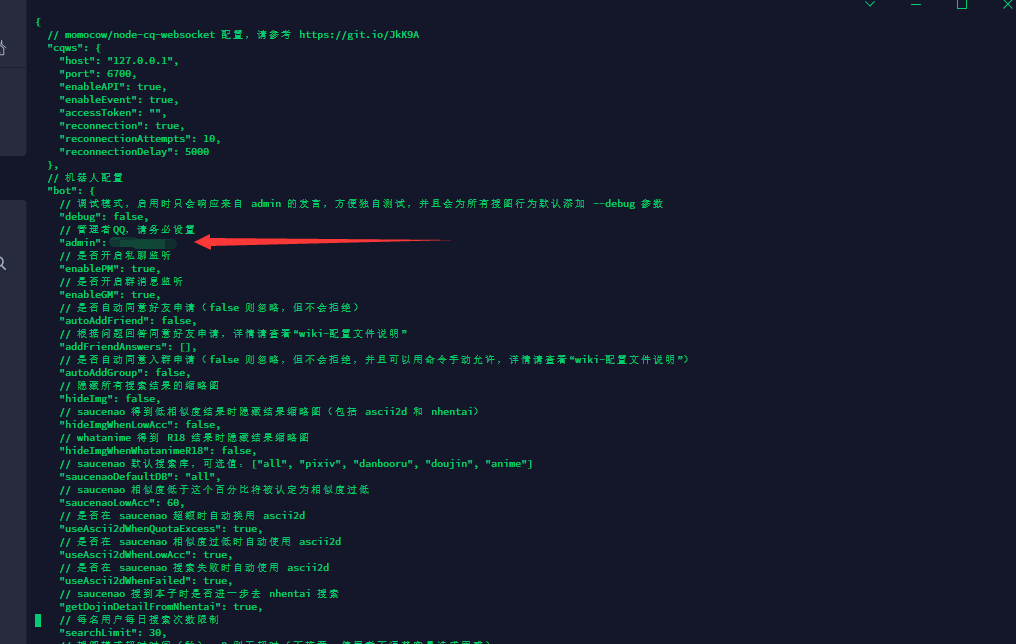 {
// momocow/node-cq-websocket 配置，请参考 https://git.io/JkK9A
"cqws": {
"host": "127.0.0.1",
"port": 6700,
"enableAPI": true,
"enableEvent": true,
"accessToken": "",
"reconnection": true,
"reconnectionAttempts": 10,
"reconnectionDelay": 5000
},
// 机器人配置
"bot": {
// 调试模式，启用时只会响应来自 admin 的发言，方便独自测试，并且会为所有搜图行为默认添加 --debug 参数
"debug": false,
// 管理者QQ，请务必设置
"admin":
// 是否开启私聊监听
"enablePM": true,
// 是否开启群消息监听
"enableGM": true,
// 是否自动同意好友申请（false 则忽略，但不会拒绝）
"autoAddFriend": false,
// 根据问题回答同意好友申请，详情请查看“wiki-配置文件说明”
"addFriendAnswers": [],
// 是否自动同意入群申请（false 则忽略，但不会拒绝，并且可以用命令手动允许，详情请查看“wiki-配置文件说明”）
"autoAddGroup": false,
// 隐藏所有搜索结果的缩略图
"hideImg": false,
// saucenao 得到低相似度结果时隐藏结果缩略图（包括 ascii2d 和 nhentai）
"hideImgWhenLowAcc": false,
// whatanime 得到 R18 结果时隐藏结果缩略图
"hideImgWhenWhatanimeR18": false,
// saucenao 默认搜索库，可选值：["all", "pixiv", "danbooru", "doujin", "anime"]
"saucenaoDefaultDB": "all",
// saucenao 相似度低于这个百分比将被认定为相似度过低
"saucenaoLowAcc": 60,
// 是否在 saucenao 超额时自动换用 ascii2d
"useAscii2dWhenQuotaExcess": true,
// 是否在 saucenao 相似度过低时自动使用 ascii2d
"useAscii2dWhenLowAcc": true,
// 是否在 saucenao 搜索失败时自动使用 ascii2d
"useAscii2dWhenFailed": true,
// saucenao 搜到本子时是否进一步去 nhentai 搜索
"getDojinDetailFromNhentai": true,
// 每名用户每日搜索次数限制
"searchLimit": 30,